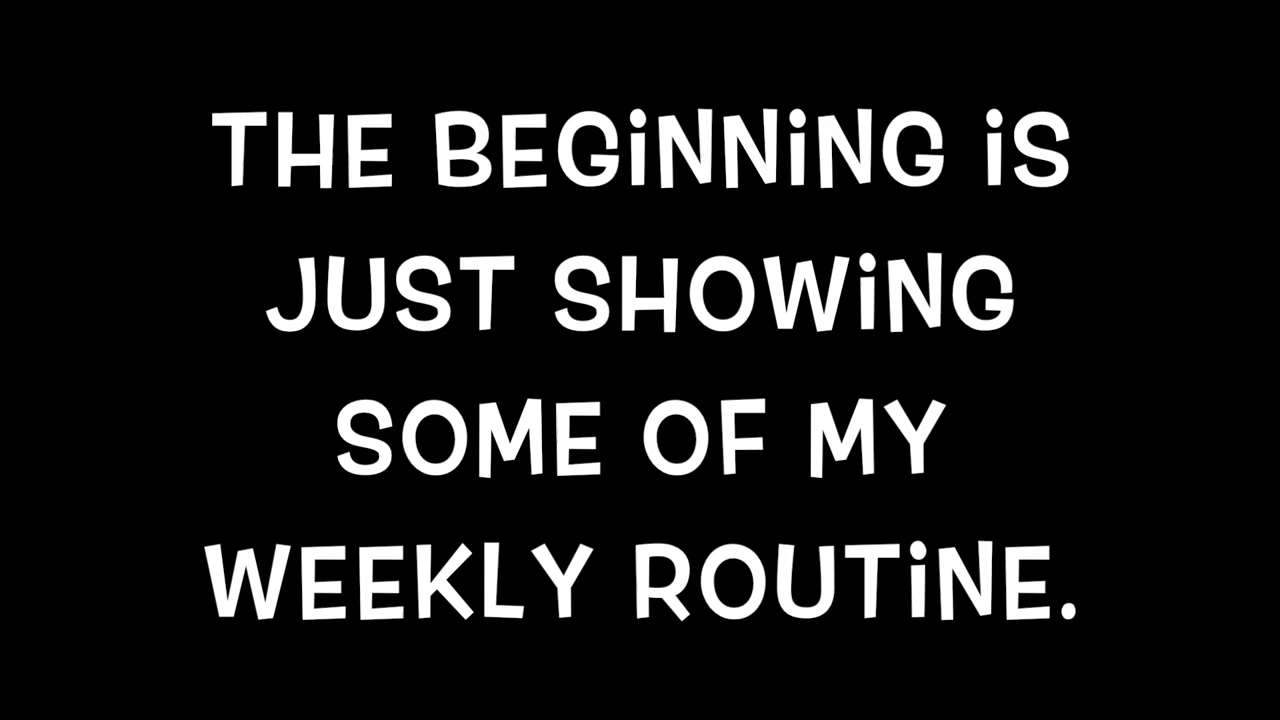 THE BEGiNNiNG iS
JUST SHOWiNG
SOME OF MY
WEEKLY ROUTiNE.